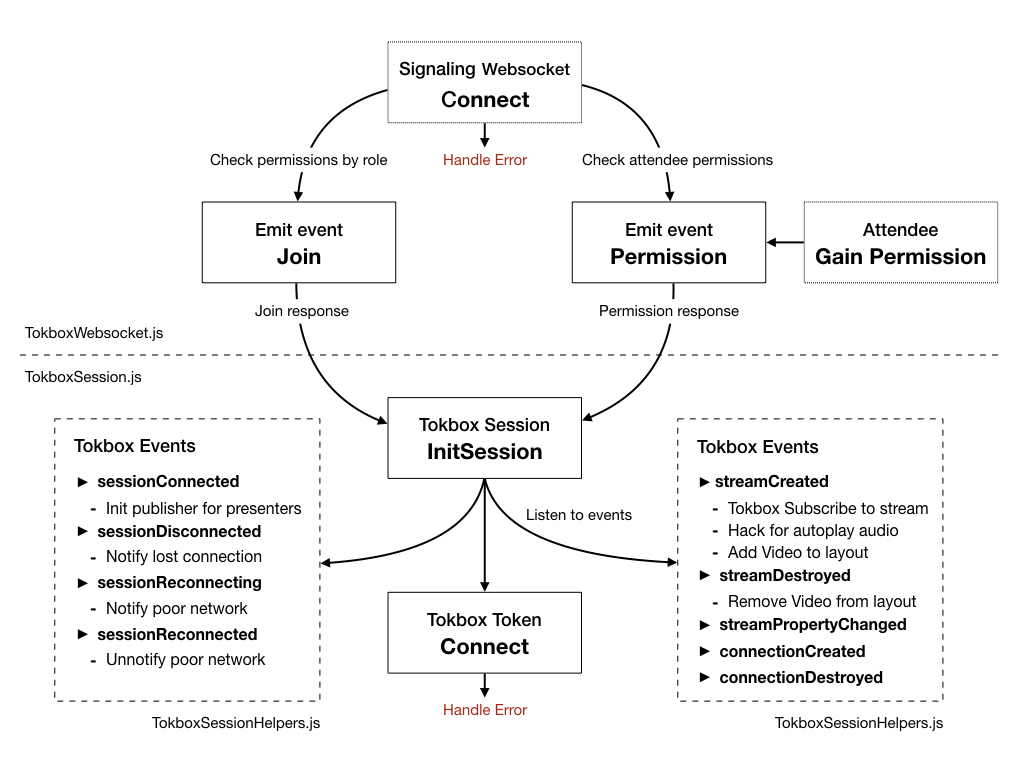 Signaling Websocket
Connect
Check permissions by role
Handle Error
Check attendee permissions
Emit event
Join
Emit event
Permission
Attendee
Gain Permission
Join response
Permission response
TokboxWebsocket.js
TokboxSession.js
Tokbox Session
InitSession
Tokbox Events
► sessionConnected
- Init publisher for presenters
► sessionDisconnected
- Notify lost connection
► sessionReconnecting
- Notify poor network
► sessionReconnected
- Unnotify poor network
TokboxSessionHelpers.js
Listen to events
Tokbox Token
Connect
Handle Error
Tokbox Events
► streamCreated
- Tokbox Subscribe to stream
- Hack for autoplay audio
- Add Video to layout
► streamDestroyed
- Remove Video from layout
► streamPropertyChanged
► connectionCreated
► connectionDestroyed
TokboxSessionHelpers.js